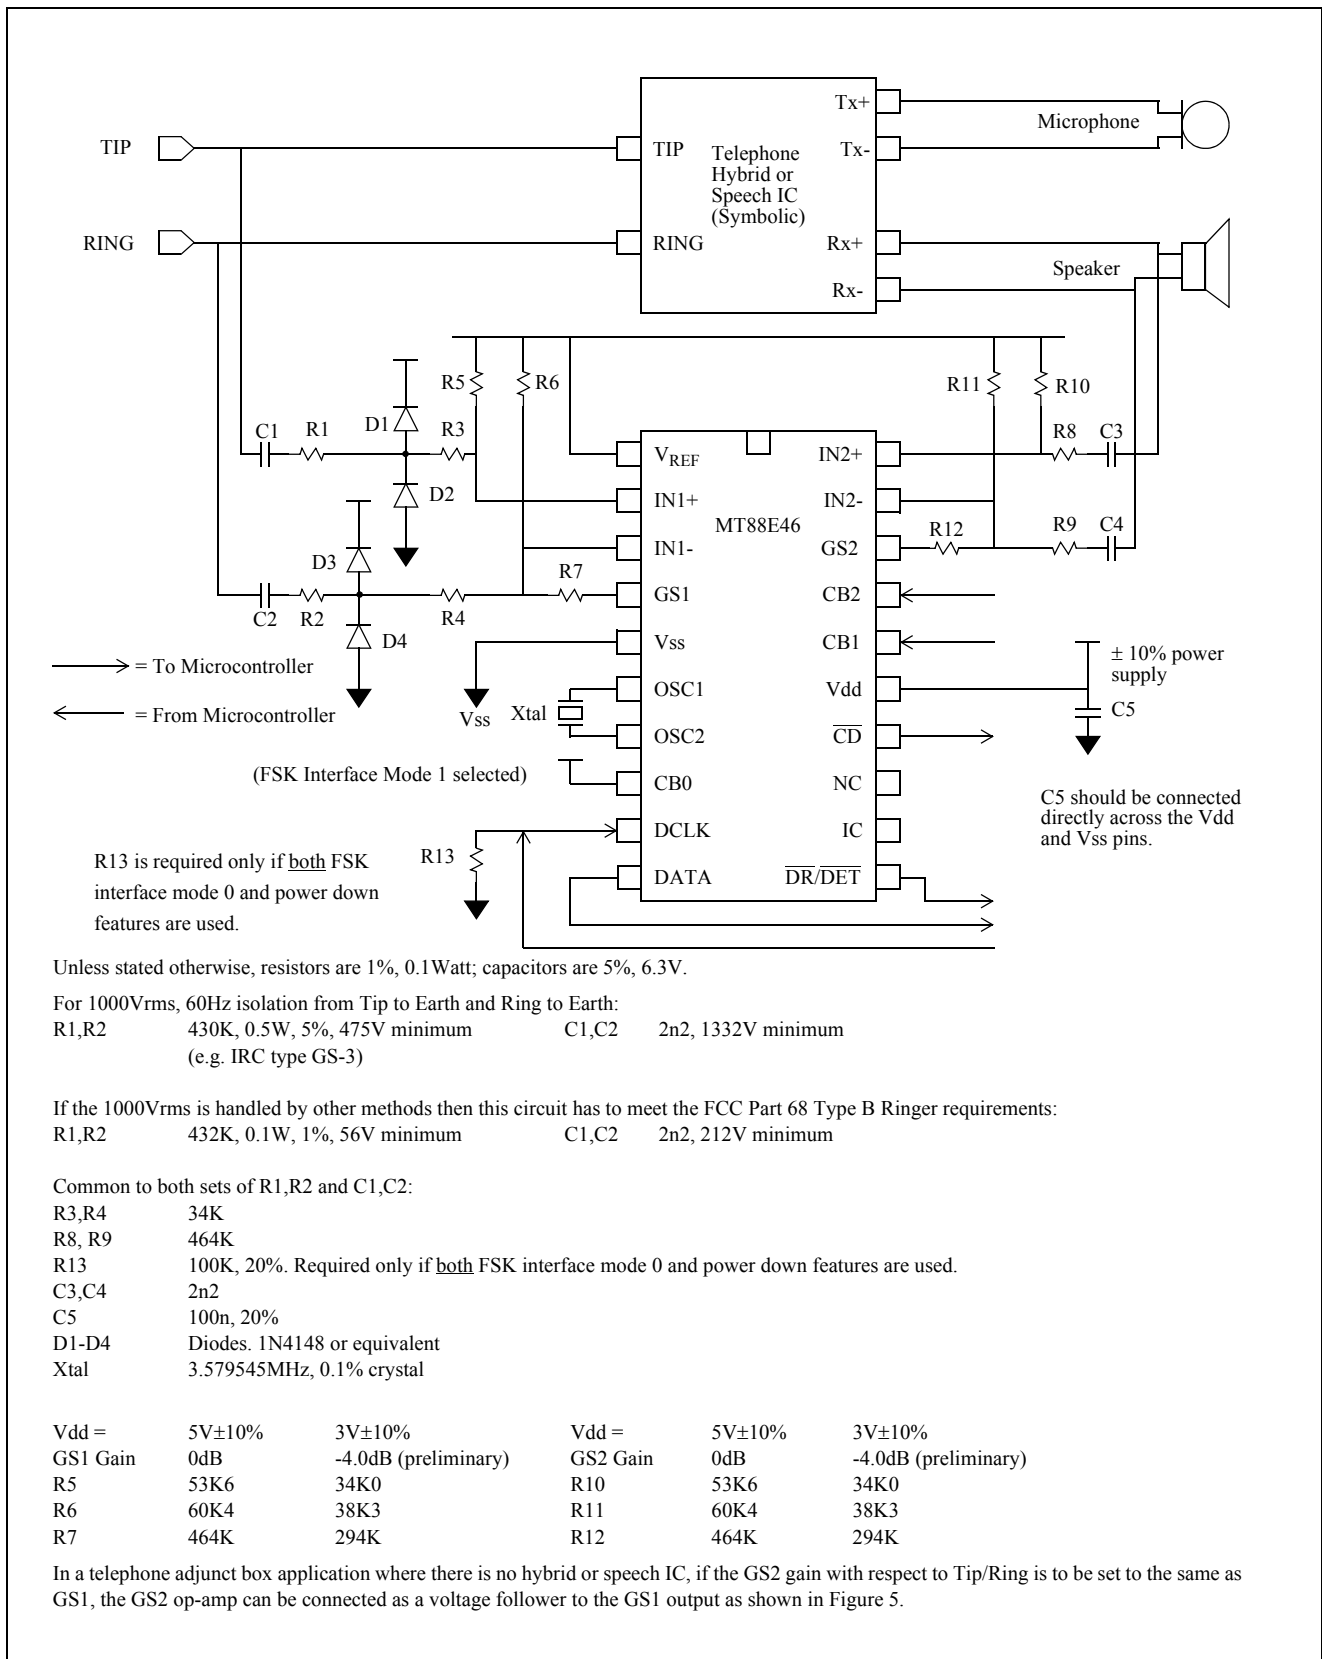 Tx+
Microphone
TIP
TIP
Telephone
Hybrid or
Speech IC
(Symbolic)
Tx-
RING
RING
Rx+
Speaker
Rx-
R5
R6
R11
R10
C1
R1
D1
R3
R8
C3
VREF
IN2+
D2
IN1+
IN2-
MT88E46
R12
R9
C4
D3
IN1-
GS2
R7
GS1
CB2
C2
R2
R4
D4
Vss
CB1
= To Microcontroller
± 10% power
supply
OSC1
Vdd
= From Microcontroller
Vss
Xtal
C5
OSC2
CD
(FSK Interface Mode 1 selected)
CB0
NC
C5 should be connected
directly across the Vdd
and Vss pins.
DCLK
IC
R13
R13 is required only if both FSK
interface mode 0 and power down
features are used.
DATA
DR/DET
Unless stated otherwise, resistors are 1%, 0.1Watt; capacitors are 5%, 6.3V.
For 1000Vrms, 60Hz isolation from Tip to Earth and Ring to Earth:
R1,R2 430K, 0.5W, 5%, 475V minimum C1,C2 2n2, 1332V minimum
(e.g. IRC type GS-3)
If the 1000Vrms is handled by other methods then this circuit has to meet the FCC Part 68 Type B Ringer requirements:
R1,R2 432K, 0.1W, 1%, 56V minimum C1,C2 2n2, 212V minimum
Common to both sets of R1,R2 and C1,C2:
R3,R4 34K
R8, R9 464K
R13 100K, 20%. Required only if both FSK interface mode 0 and power down features are used.
C3,C4 2n2
C5 100n, 20%
D1-D4 Diodes. 1N4148 or equivalent
Xtal 3.579545MHz, 0.1% crystal
Vdd = 5V±10% 3V±10% Vdd = 5V±10% 3V±10%
GS1 Gain 0dB -4.0dB (preliminary) GS2 Gain 0dB -4.0dB (preliminary)
R5 53K6 34K0 R10 53K6 34K0
R6 60K4 38K3 R11 60K4 38K3
R7 464K 294K R12 464K 294K
In a telephone adjunct box application where there is no hybrid or speech IC, if the GS2 gain with respect to Tip/Ring is to be set to the same as
GS1, the GS2 op-amp can be connected as a voltage follower to the GS1 output as shown in Figure 5.